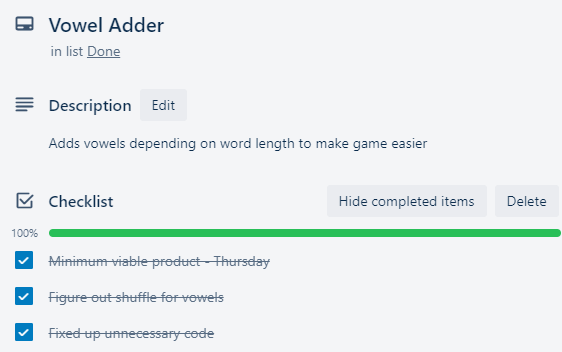 Vowel Adder
in list Done
Description Edit
Adds vowels depending on word length to make game easier
Checklist Hide completed items Delete
100%
Minimum viable product - Thursday
Figure out shuffle for vowels
Fixed up unnecessary code